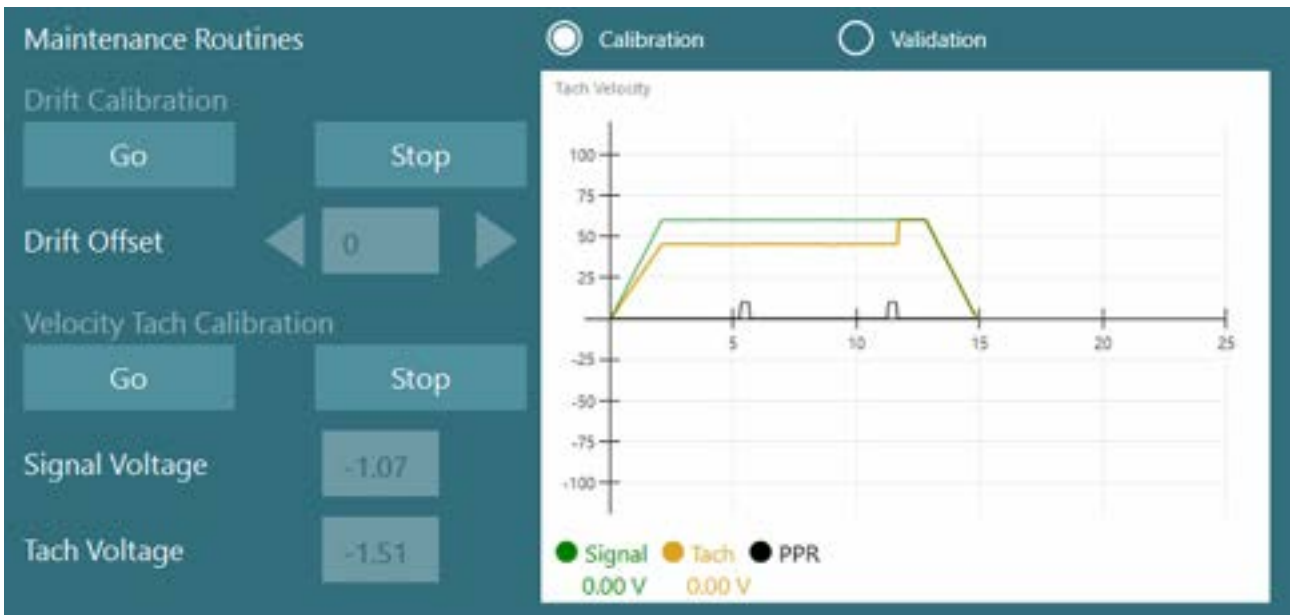 Maintenance Routines
Calibration
Validation
Drift Calibration
Go
Stop
Drift Offset
0
Velocity Tach Calibration
Go
Stop
Signal Voltage
-1.07
Tach Voltage
-1.51
Tach Velocity
100
75
50
25
-25
-50
-75
-100
5
10
15
20
25
Signal
Tach
PPR
0.00 V
0.00 V